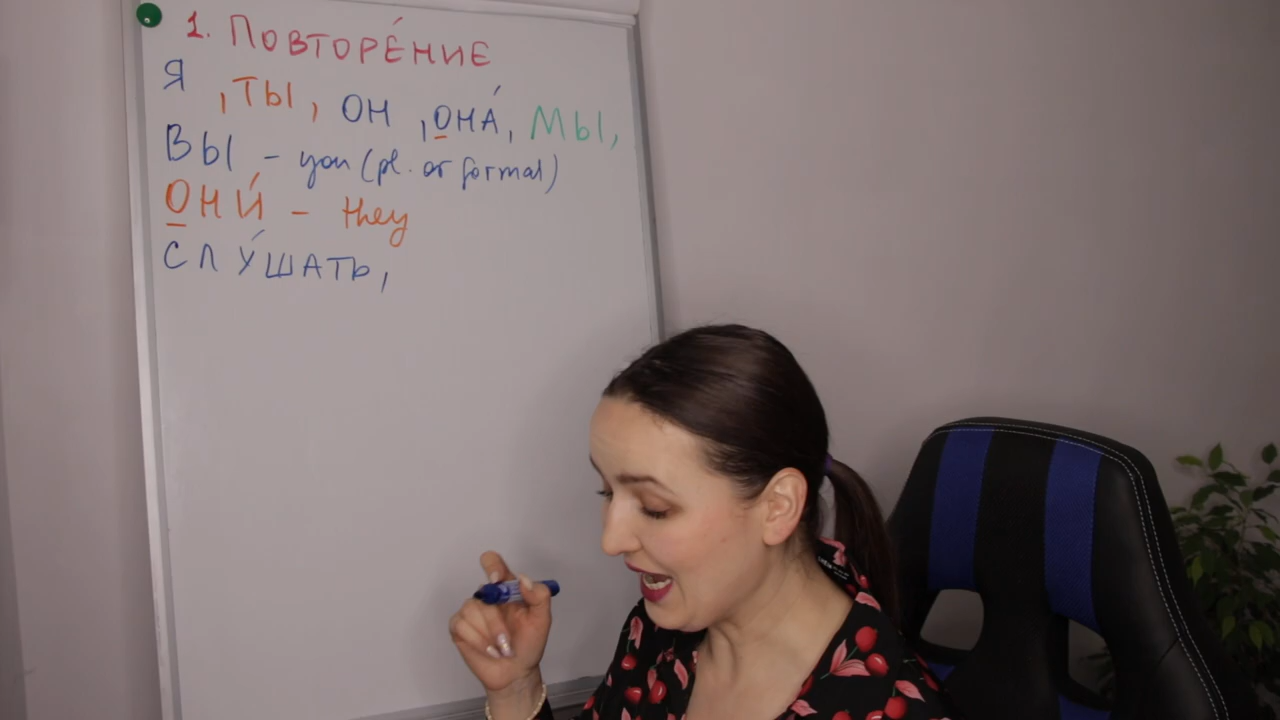 1. ПОВТОРЕ́НИЕ
Я , ТЫ , ОН , ОНА́, МЫ,
ВЫ - you (pl. or formal)
ОНИ́ - they
СЛУ́ШАТЬ,